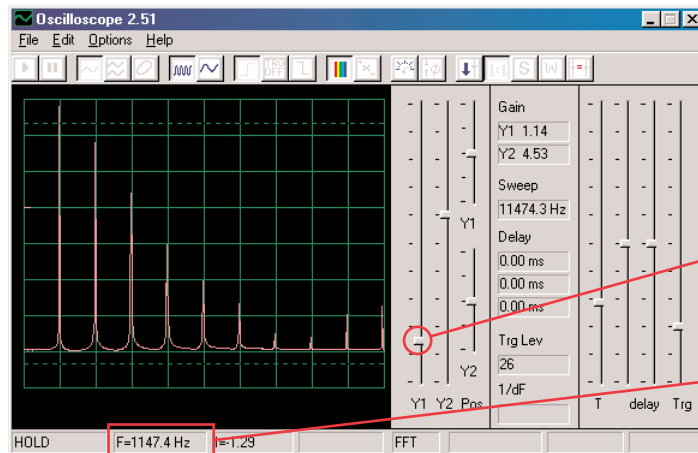 Oscilloscope 2.51
File Edit Options Help
TRG
OFF
S W
Gain
Y1 1.14
Y2 4.53
Sweep
11474.3 Hz
Delay
0.00 ms
0.00 ms
0.00 ms
Trg Lev
26
1/dF
Y1
Y2
Y1 Y2 Pos
T delay Trg
HOLD F=1147.4 Hz =-1.29 FFT